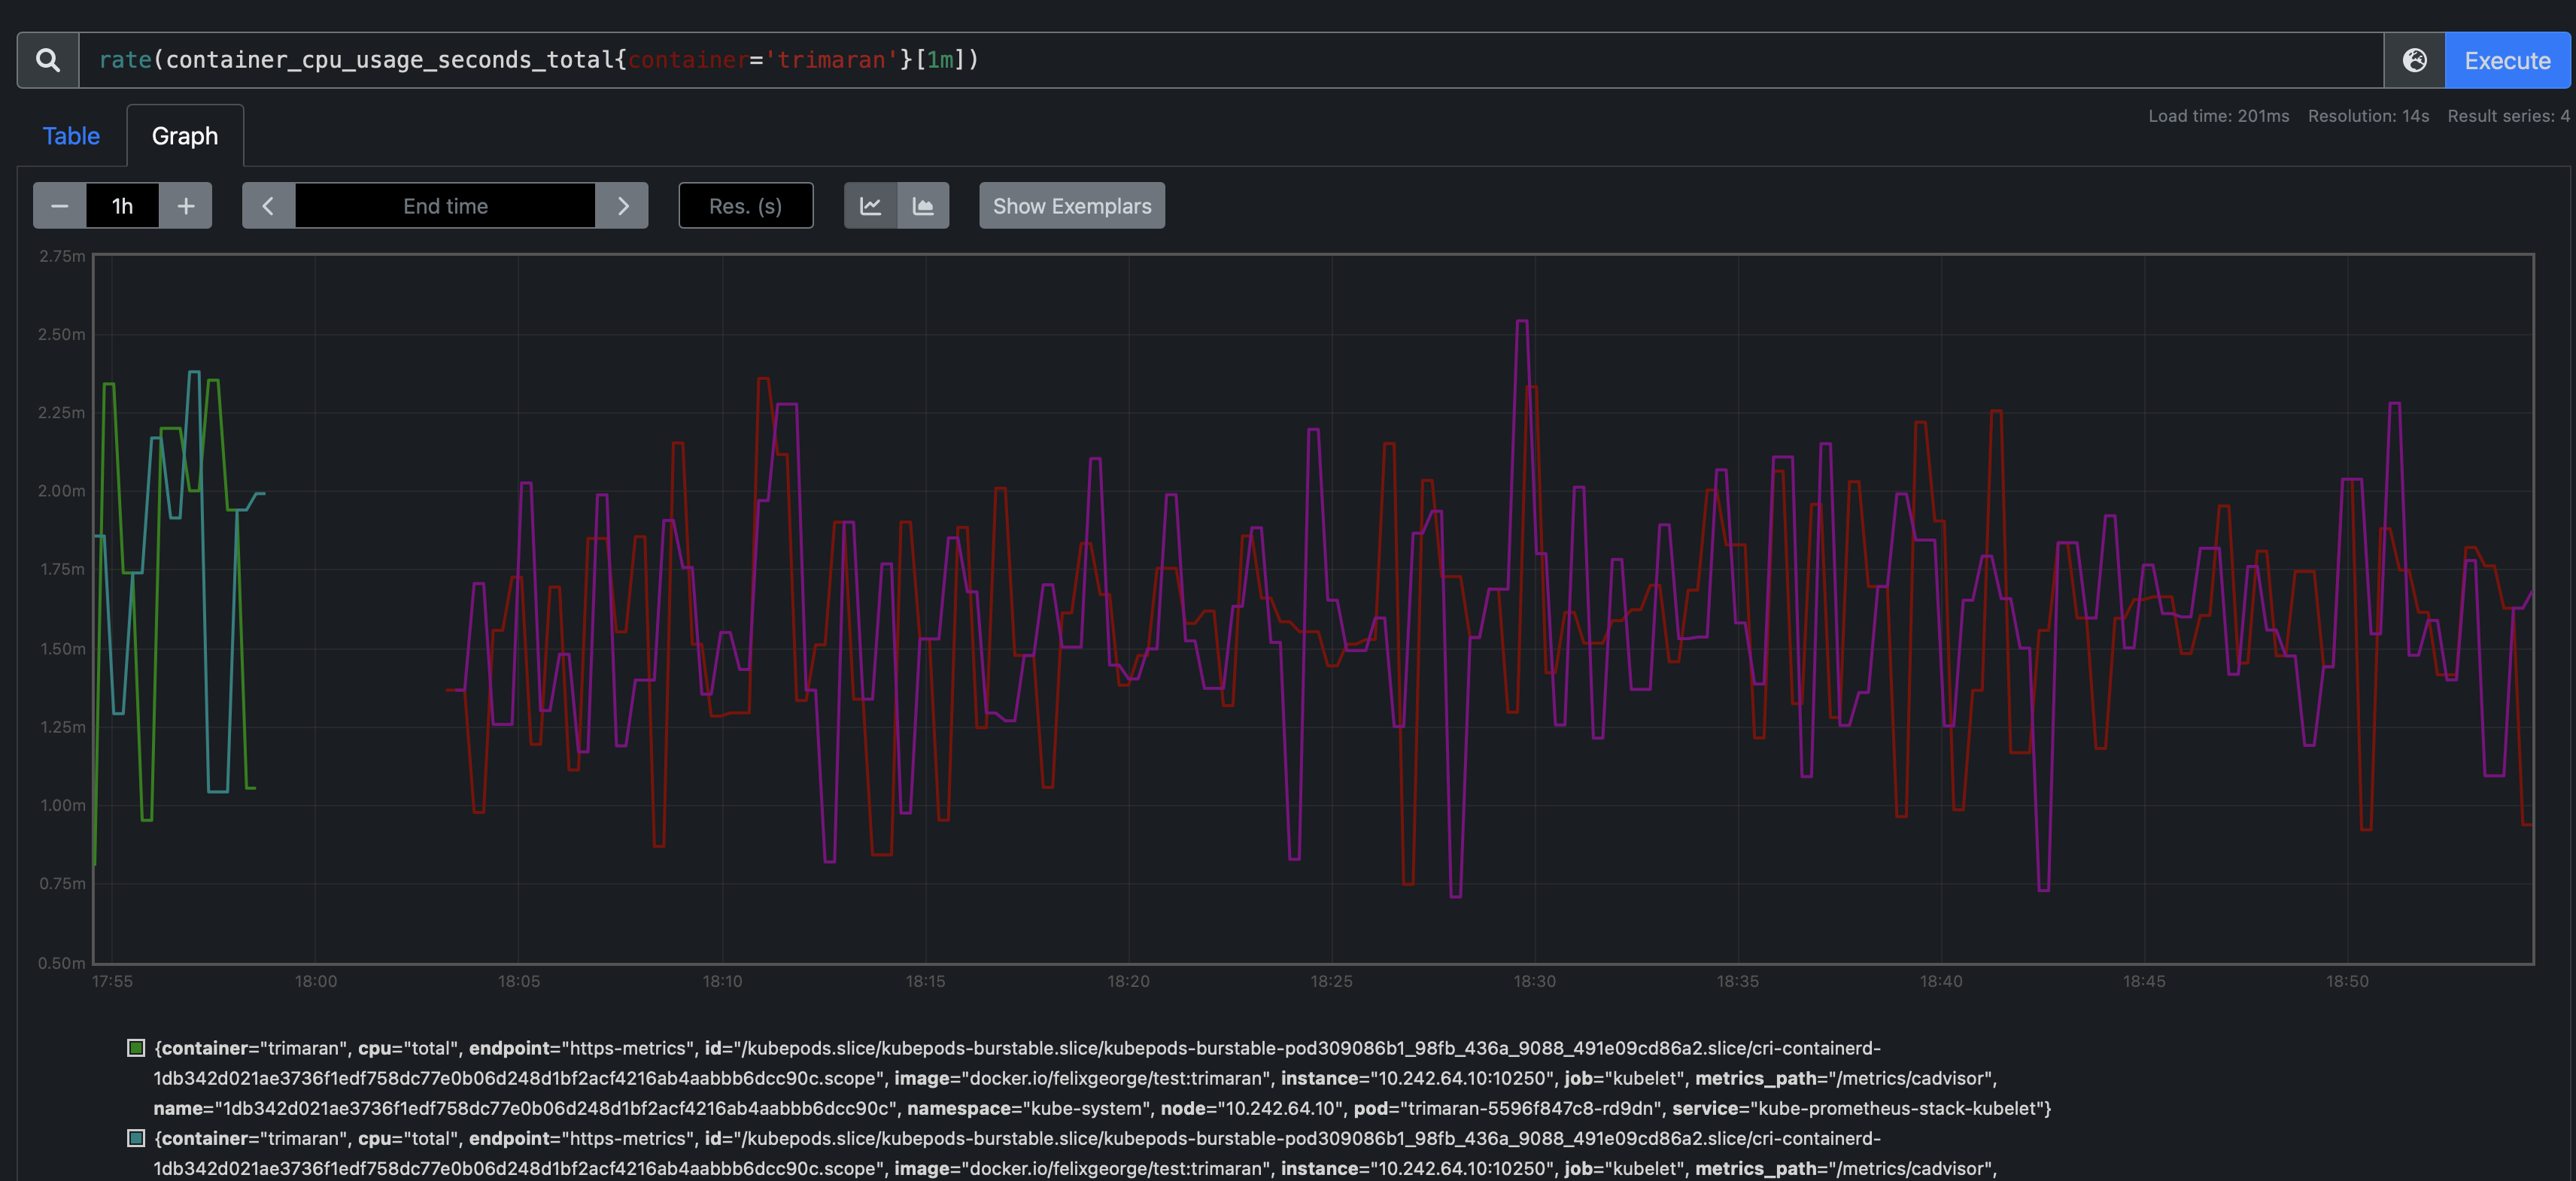 rate(container_cpu_usage_seconds_total{container='trimaran'}[1m])
Execute
Load time: 201ms Resolution: 14s Result series: 4
Table
Graph
1h
End time
Res. (s)
Show Exemplars
2.75m
2.50m
2.25m
2.00m
1.75m
1.50m
1.25m
1.00m
0.75m
0.50m
17:55 18:00 18:05 18:10 18:15 18:20 18:25 18:30 18:35 18:40 18:45 18:50
{container="trimaran", cpu="total", endpoint="https-metrics", id="/kubepods.slice/kubepods-burstable.slice/kubepods-burstable-pod309086b1_98fb_436a_9088_491e09cd86a2.slice/cri-containerd-
1db342d021ae3736f1edf758dc77e0b06d248d1bf2acf4216ab4aabbb6dcc90c.scope", image="docker.io/felixgeorge/test:trimaran", instance="10.242.64.10:10250", job="kubelet", metrics_path="/metrics/cadvisor",
name="1db342d021ae3736f1edf758dc77e0b06d248d1bf2acf4216ab4aabbb6dcc90c", namespace="kube-system", node="10.242.64.10", pod="trimaran-5596f847c8-rd9dn", service="kube-prometheus-stack-kubelet"}
{container="trimaran", cpu="total", endpoint="https-metrics", id="/kubepods.slice/kubepods-burstable.slice/kubepods-burstable-pod309086b1_98fb_436a_9088_491e09cd86a2.slice/cri-containerd-
1db342d021ae3736f1edf758dc77e0b06d248d1bf2acf4216ab4aabbb6dcc90c.scope", image="docker.io/felixgeorge/test:trimaran", instance="10.242.64.10:10250", job="kubelet", metrics_path="/metrics/cadvisor",